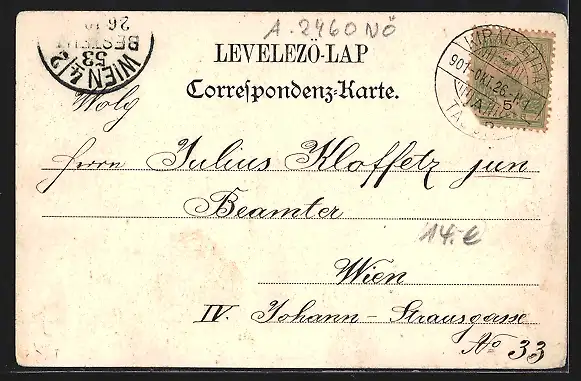 A. 2460 NÖ
LEVELEZŐ-LAP
Correspondenz-Karte.
WIEN 4/2
53
BESTELLT
26.10
901 OKT. 26.
5
Herrn Julius Kloffetz jun
Beamter
14.-€
Wien
IV. Johann-Straussgasse
No 33